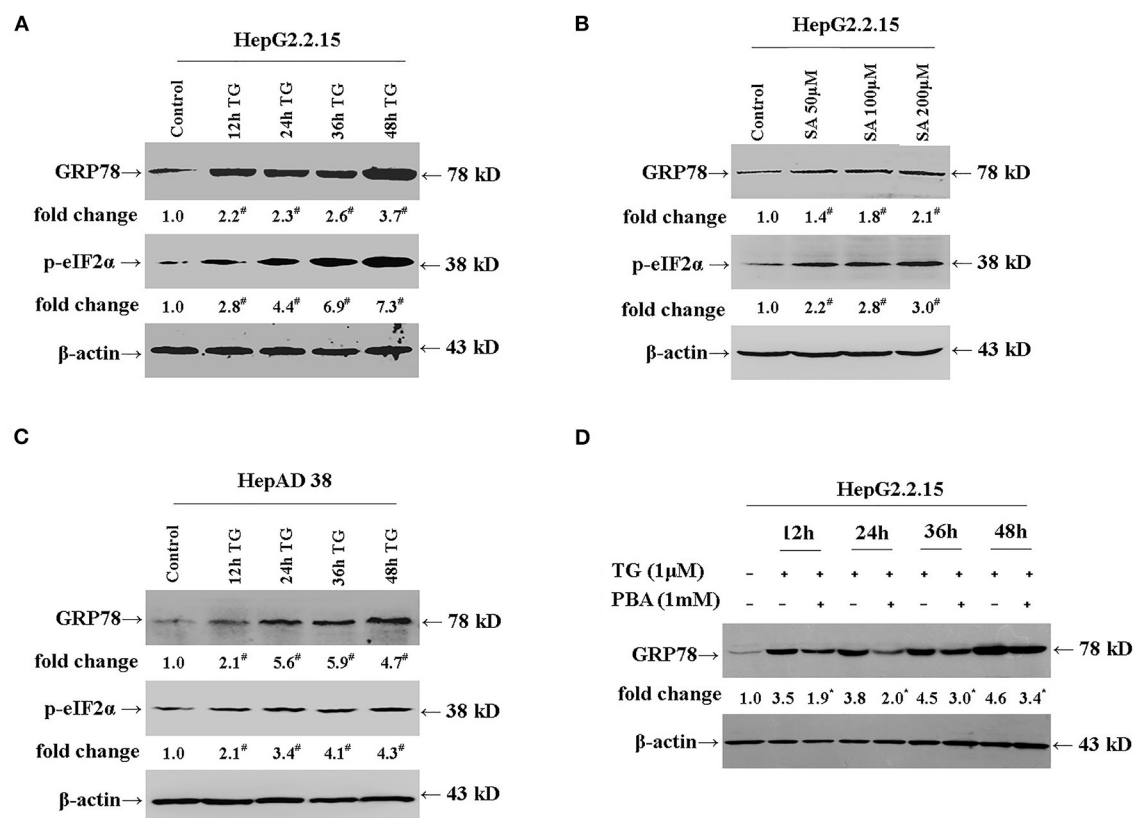 A
HepG2.2.15
Control 12h TG 24h TG 36h TG 48h TG
GRP78→ ← 78 kD
fold change 1.0 2.2# 2.3# 2.6# 3.7#
p-eIF2α → ← 38 kD
fold change 1.0 2.8# 4.4# 6.9# 7.3#
β-actin→ ← 43 kD
B
HepG2.2.15
Control SA 50μM SA 100μM SA 200μM
GRP78→ ← 78 kD
fold change 1.0 1.4# 1.8# 2.1#
p-eIF2α→ ← 38 kD
fold change 1.0 2.2# 2.8# 3.0#
β-actin→ ← 43 kD
C
HepAD 38
Control 12h TG 24h TG 36h TG 48h TG
GRP78→ ← 78 kD
fold change 1.0 2.1# 5.6# 5.9# 4.7#
p-eIF2α→ ← 38 kD
fold change 1.0 2.1# 3.4# 4.1# 4.3#
β-actin→ ← 43 kD
D
HepG2.2.15
12h 24h 36h 48h
TG (1μM) – + + + + + + + +
PBA (1mM) – – + – + – + – +
GRP78→ ← 78 kD
fold change 1.0 3.5 1.9* 3.8 2.0* 4.5 3.0* 4.6 3.4*
β-actin→ ← 43 kD